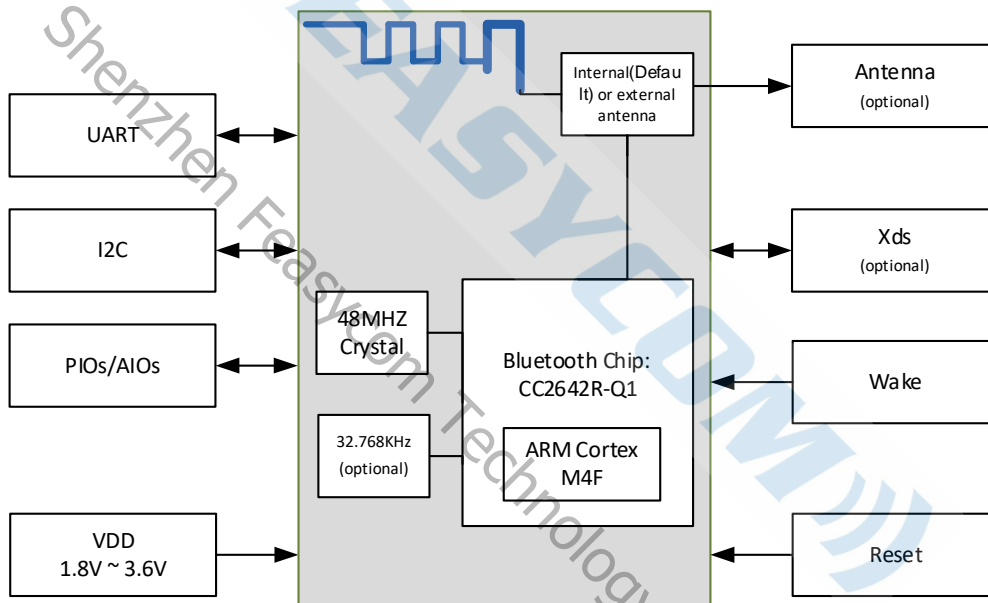 UART
I2C
PIOs/AIOs
VDD
1.8V ~ 3.6V
Internal(Defau
lt) or external
antenna
48MHZ
Crystal
32.768KHz
(optional)
Bluetooth Chip:
CC2642R-Q1
ARM Cortex
M4F
Antenna
(optional)
Xds
(optional)
Wake
Reset
Shenzhen Feasycom Technology
EASYCOM